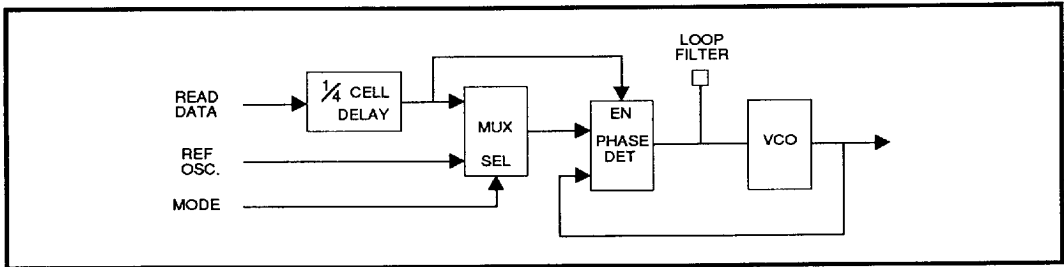 READ
DATA
1/4 CELL
DELAY
REF
OSC.
MODE
MUX
SEL
EN
PHASE
DET
LOOP
FILTER
VCO